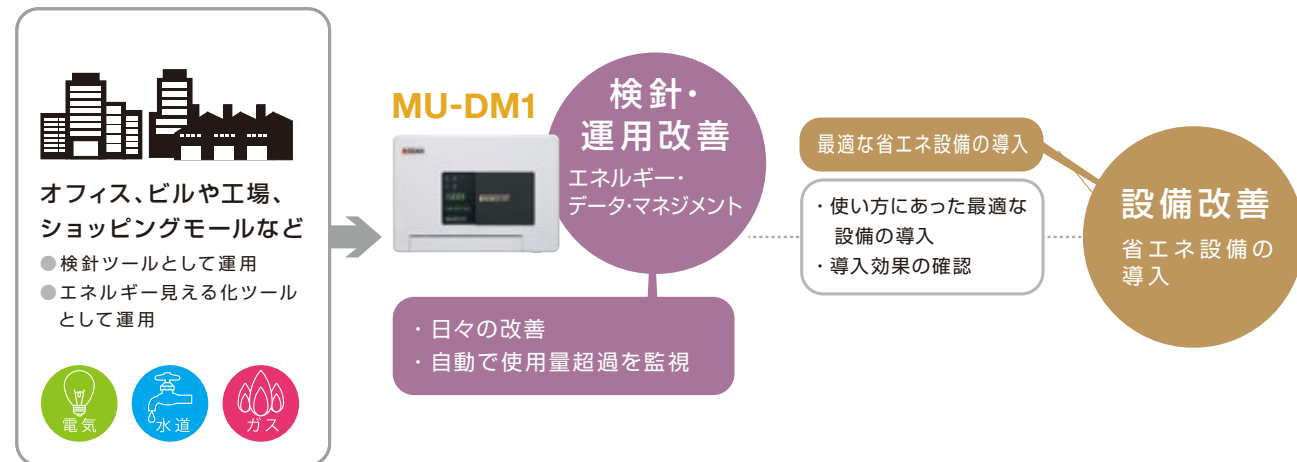 オフィス、ビルや工場、
ショッピングモールなど
●検針ツールとして運用
●エネルギー見える化ツール
として運用
電気
水道
ガス
MU-DM1
検針・
運用改善
エネルギー・
データ・マネジメント
・日々の改善
・自動で使用量超過を監視
最適な省エネ設備の導入
・使い方にあった最適な
設備の導入
・導入効果の確認
設備改善
省エネ設備の
導入